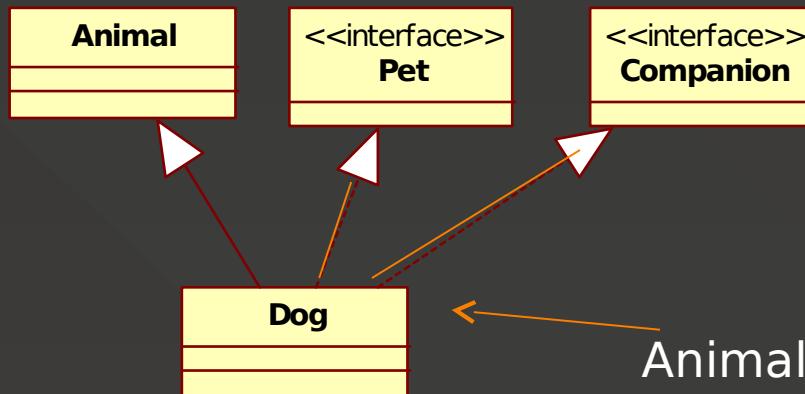 Animal
<<interface>>
Pet
<<interface>>
Companion
Dog
Animal